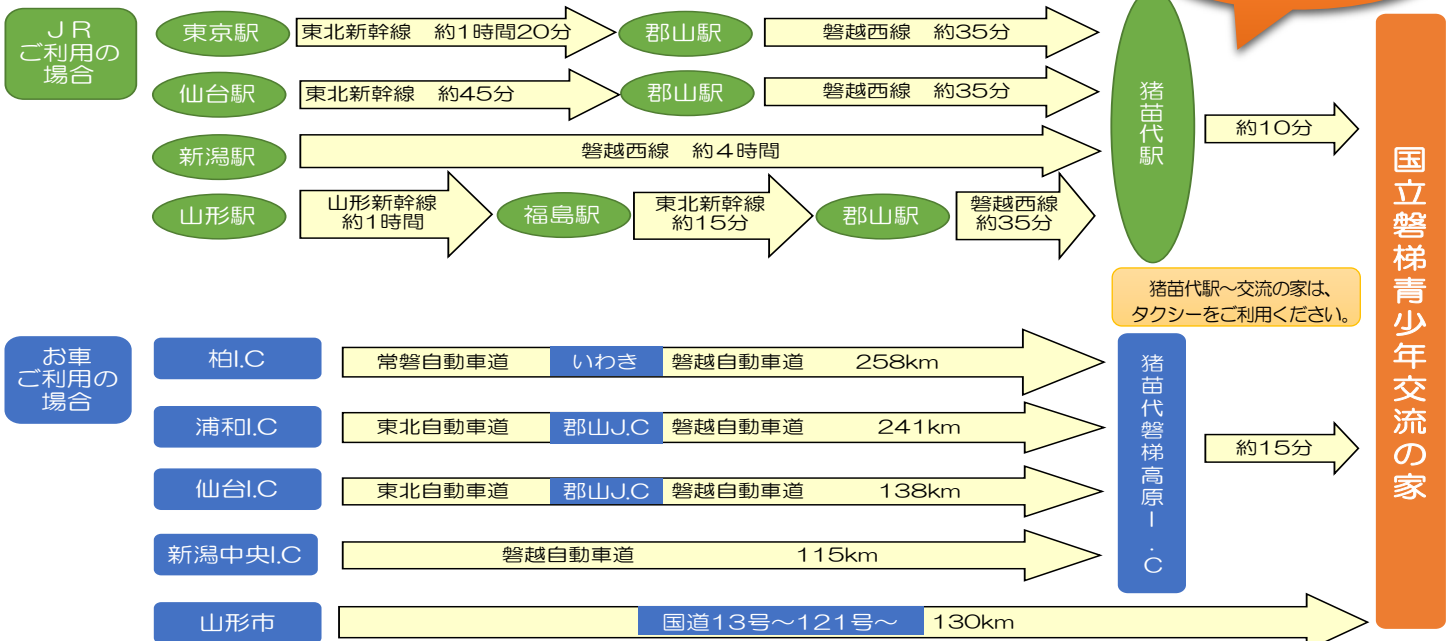 JR
ご利用の
場合
東京駅
東北新幹線 約1時間20分
郡山駅
磐越西線 約35分
仙台駅
東北新幹線 約45分
郡山駅
磐越西線 約35分
新潟駅
磐越西線 約4時間
山形駅
山形新幹線
約1時間
福島駅
東北新幹線
約15分
郡山駅
磐越西線
約35分
猪苗代駅
約10分
猪苗代駅～交流の家は、
タクシーをご利用ください。
お車
ご利用の
場合
柏I.C
常磐自動車道 いわき 磐越自動車道 258km
浦和I.C
東北自動車道 郡山J.C 磐越自動車道 241km
仙台I.C
東北自動車道 郡山J.C 磐越自動車道 138km
新潟中央I.C
磐越自動車道 115km
山形市
国道13号～121号～ 130km
猪苗代磐梯高原I.C
約15分
国立磐梯青少年交流の家